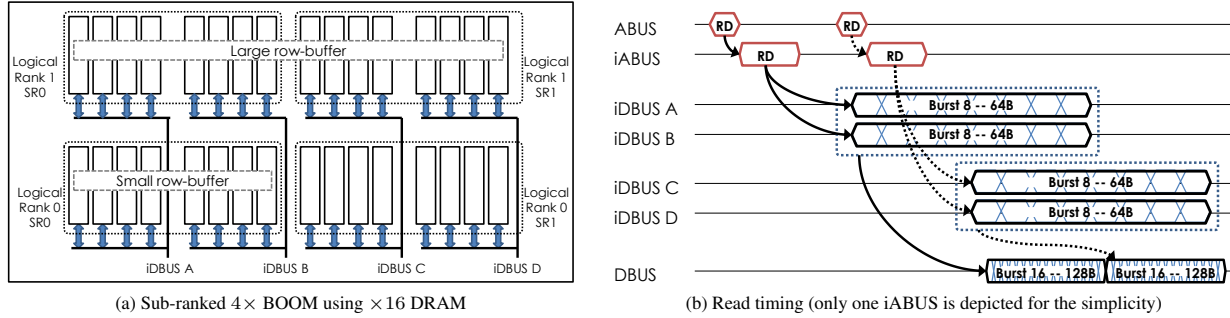 Large row-buffer
Logical
Rank 1
SR0
Logical
Rank 1
SR1
Small row-buffer
Logical
Rank 0
SR0
Logical
Rank 0
SR1
iDBUS A
iDBUS B
iDBUS C
iDBUS D
(a) Sub-ranked 4× BOOM using ×16 DRAM
ABUS
RD
RD
iABUS
RD
RD
iDBUS A
Burst 8 -- 64B
iDBUS B
Burst 8 -- 64B
iDBUS C
Burst 8 -- 64B
iDBUS D
Burst 8 -- 64B
DBUS
Burst 16 -- 128B
Burst 16 -- 128B
(b) Read timing (only one iABUS is depicted for the simplicity)